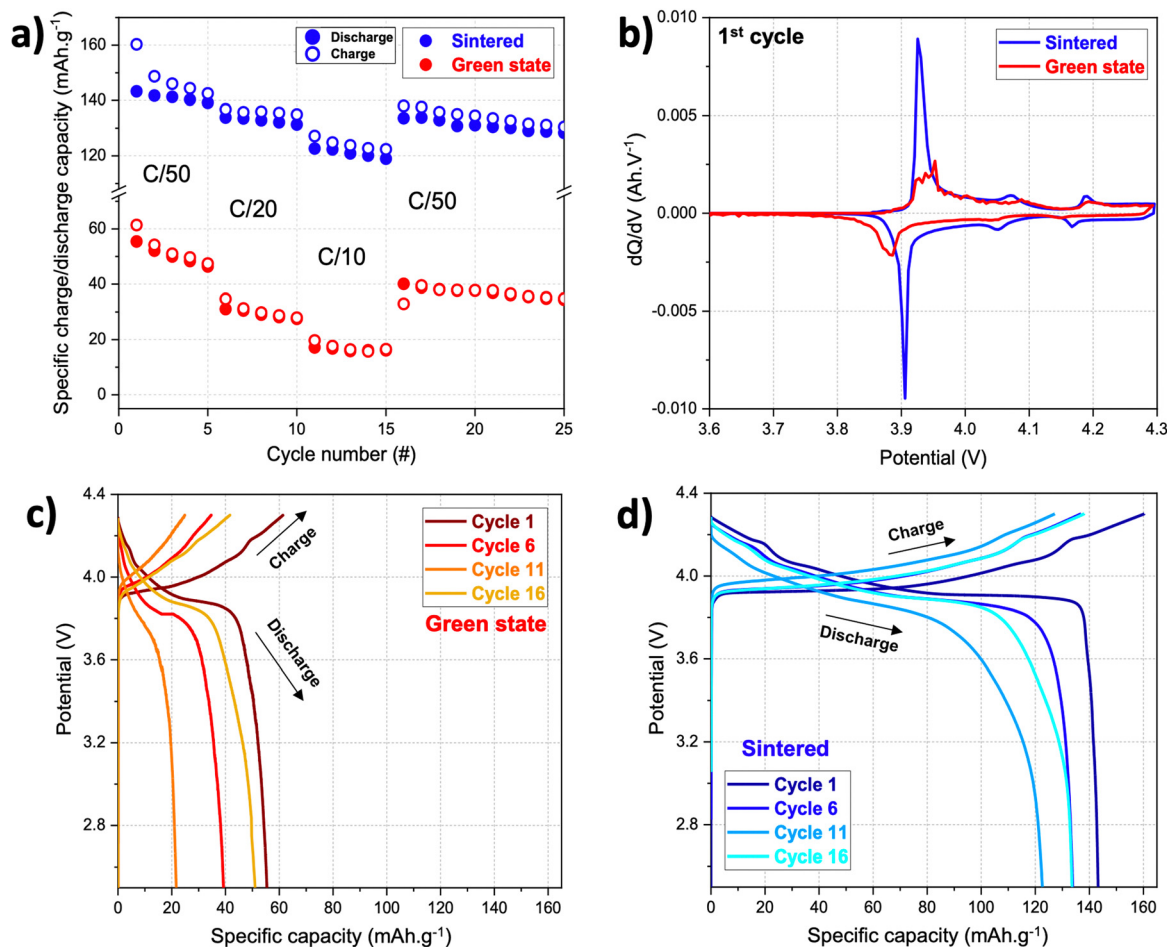 a)
Specific charge/discharge capacity (mAh.g⁻¹)
160
140
120
60
40
20
0
Discharge
Charge
Sintered
Green state
C/50
C/20
C/10
C/50
0
5
10
15
20
25
Cycle number (#)
b)
1st cycle
Sintered
Green state
dQ/dV (Ah.V⁻¹)
0.010
0.005
0.000
-0.005
-0.010
3.6
3.7
3.8
3.9
4.0
4.1
4.2
4.3
Potential (V)
c)
Potential (V)
4.4
4.0
3.6
3.2
2.8
Charge
Discharge
Cycle 1
Cycle 6
Cycle 11
Cycle 16
Green state
0
20
40
60
80
100
120
140
160
Specific capacity (mAh.g⁻¹)
d)
Potential (V)
4.4
4.0
3.6
3.2
2.8
Charge
Discharge
Sintered
Cycle 1
Cycle 6
Cycle 11
Cycle 16
0
20
40
60
80
100
120
140
160
Specific capacity (mAh.g⁻¹)